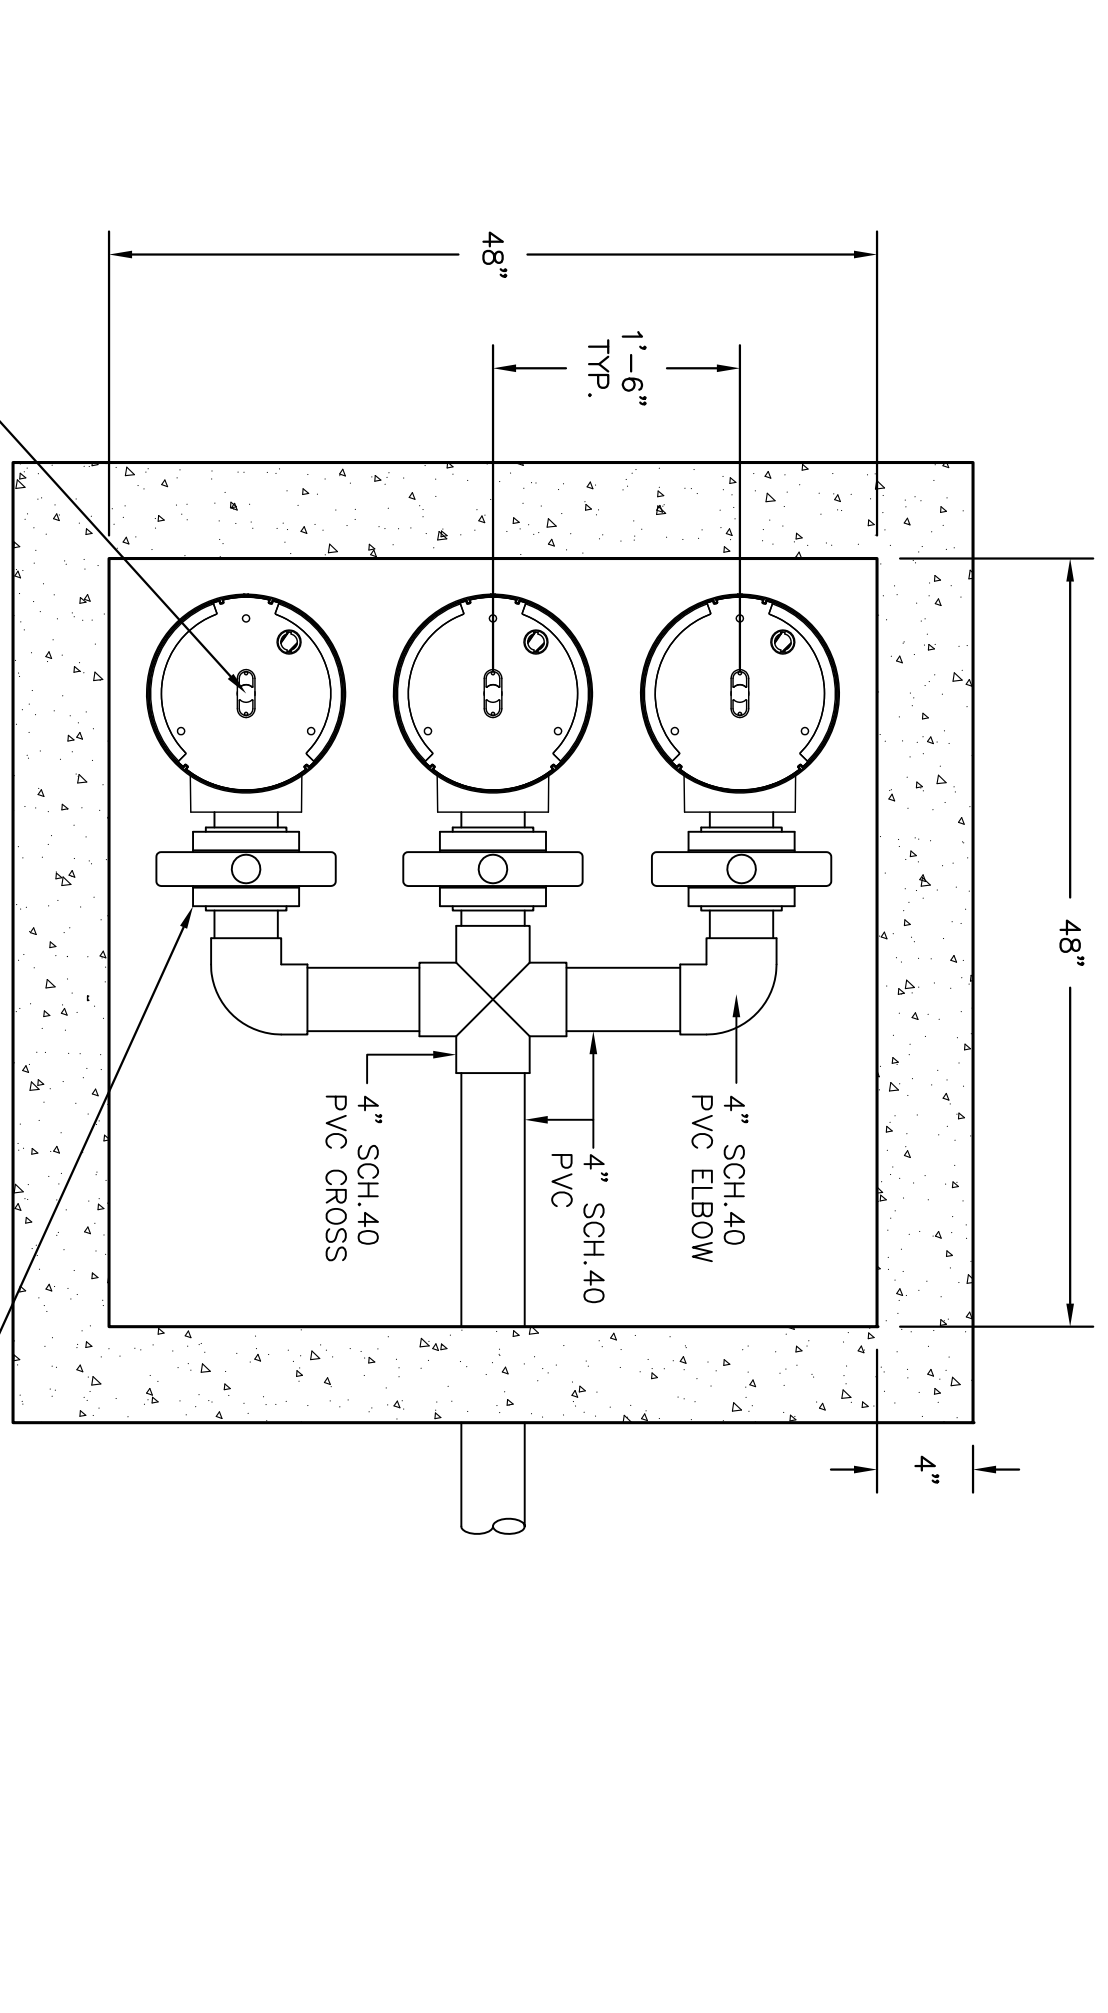 48"
1'-6"
TYP.
48"
4" SCH.40
PVC ELBOW
4" SCH.40
PVC
4" SCH.40
PVC CROSS
4"